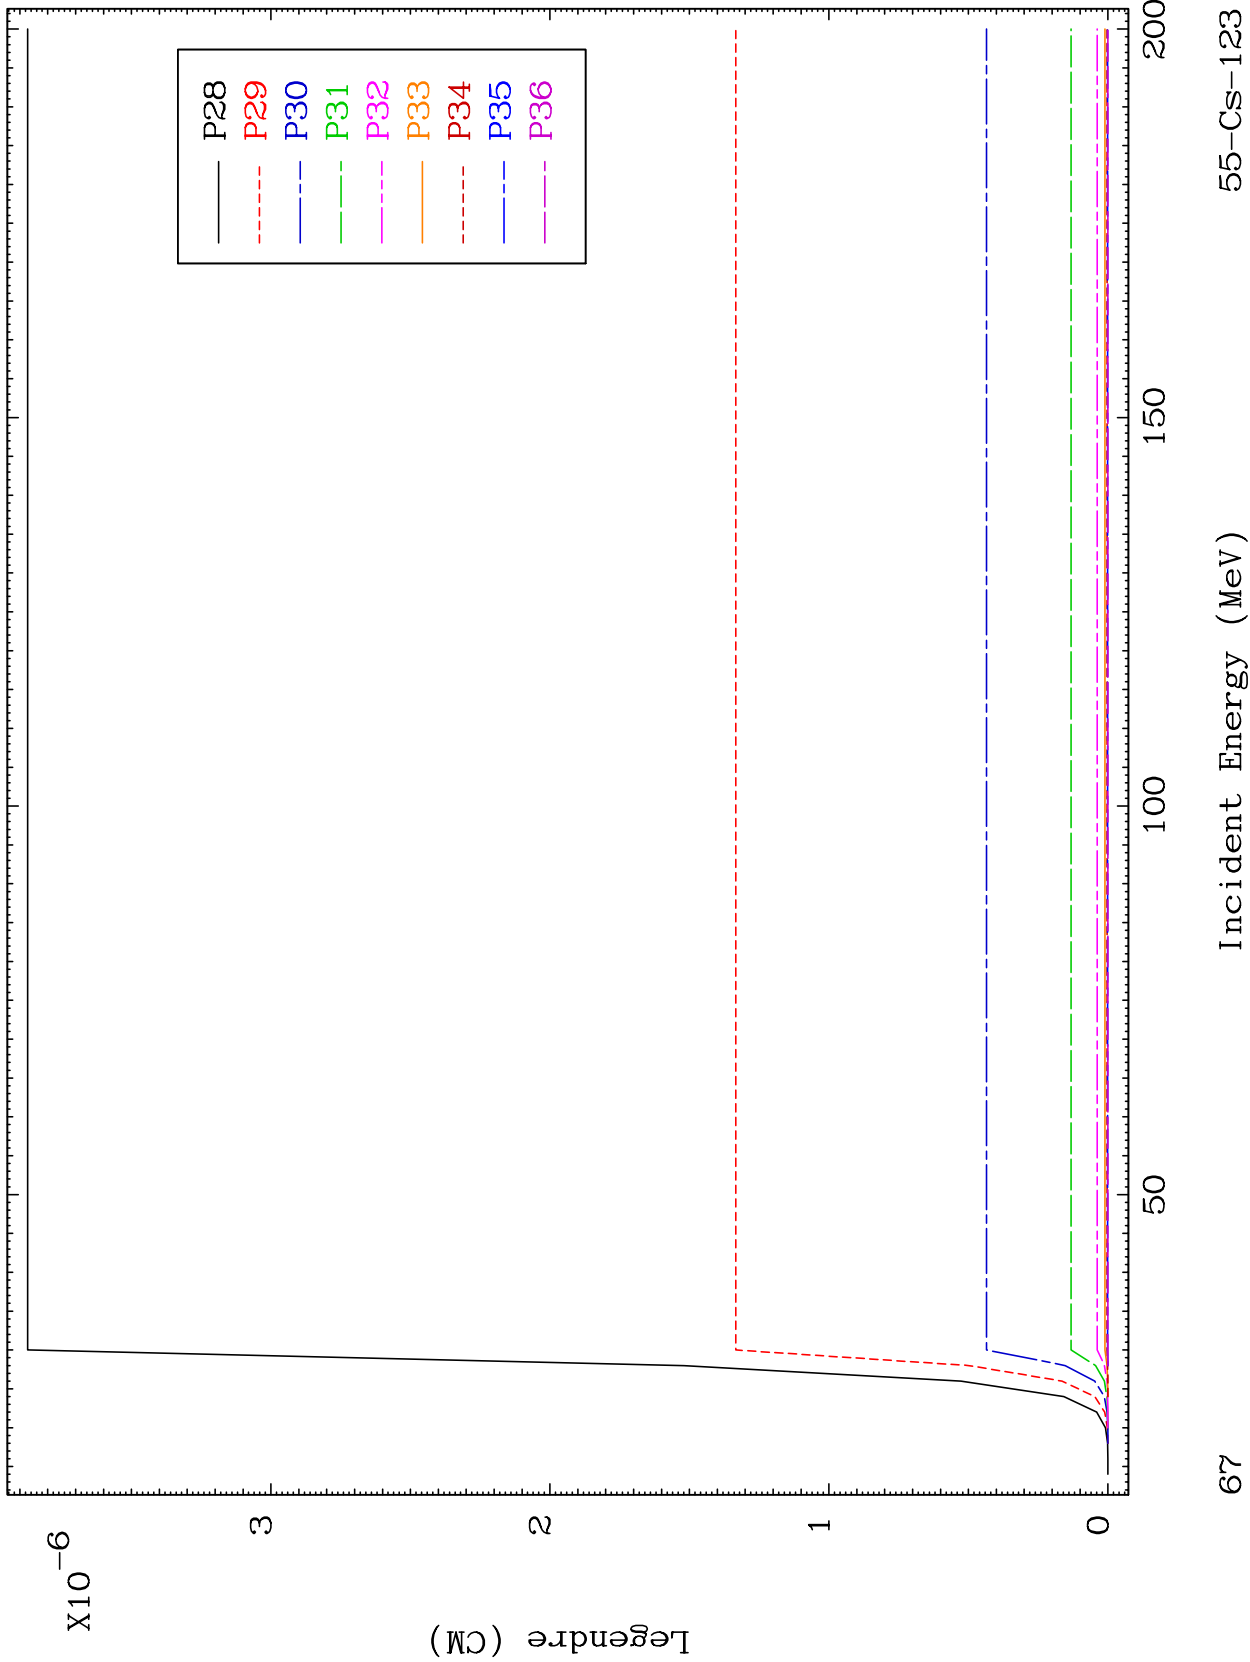 X10⁻⁶
Legendre (CM)
3
2
1
0
P28
P29
P30
P31
P32
P33
P34
P35
P36
50
100
150
200
Incident Energy (MeV)
67
55-Cs-123